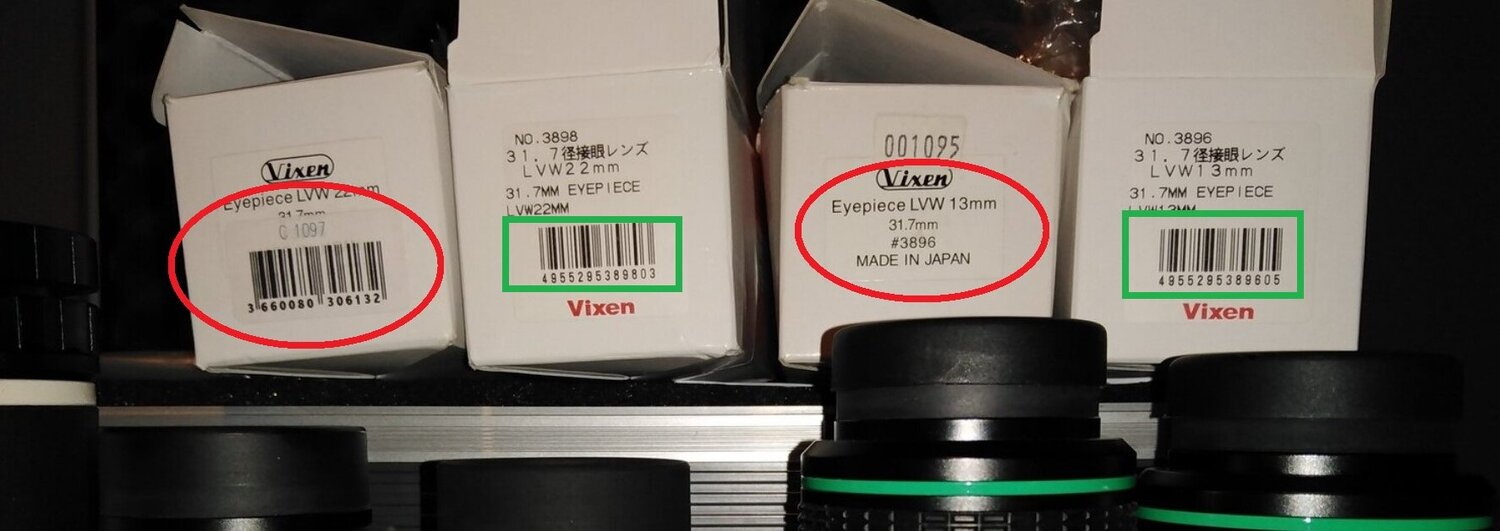 Vixen
Eyepiece LVW 22mm
31.7mm
C 1097
3 660080 306132
NO.3898
31.7径接眼レンズ
LVW22mm
31.7MM EYEPIECE
LVW22MM
4955295389803
Vixen
001095
Vixen
Eyepiece LVW 13mm
31.7mm
#3896
MADE IN JAPAN
NO.3896
31.7径接眼レンズ
LVW13mm
31.7MM EYEPIECE
LVW13MM
4955295389605
Vixen